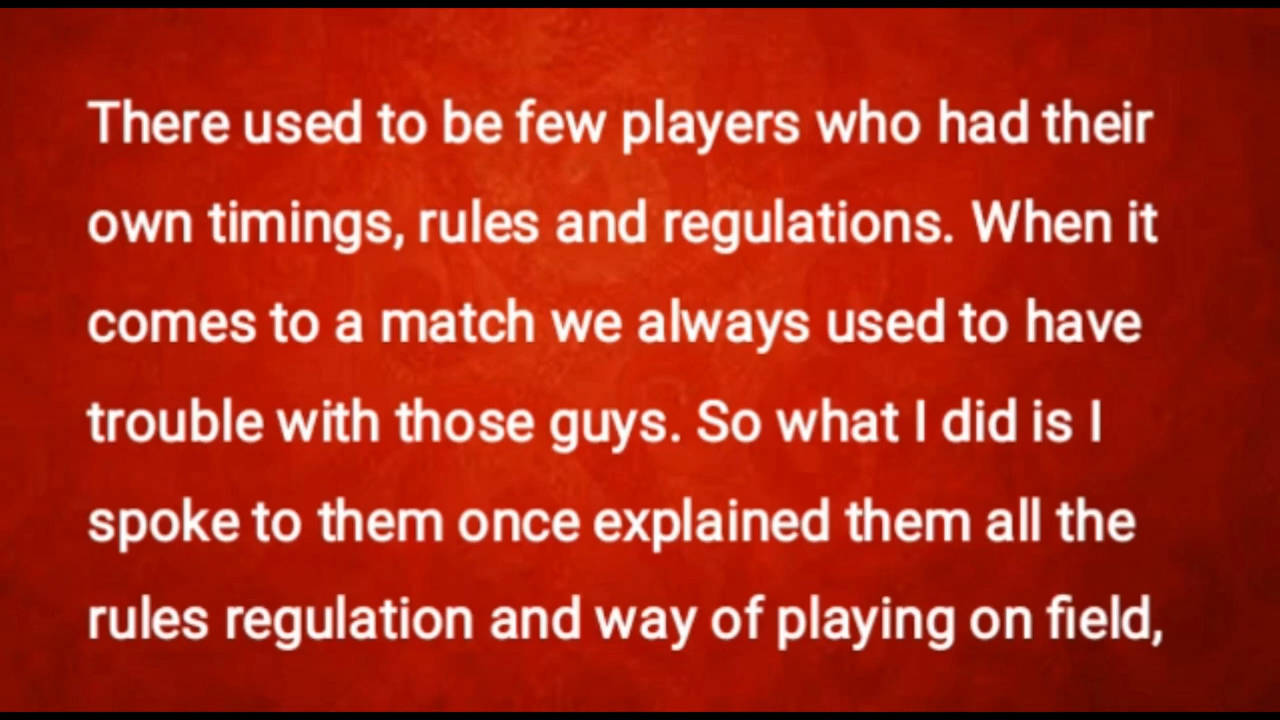 There used to be few players who had their
own timings, rules and regulations. When it
comes to a match we always used to have
trouble with those guys. So what I did is I
spoke to them once explained them all the
rules regulation and way of playing on field,